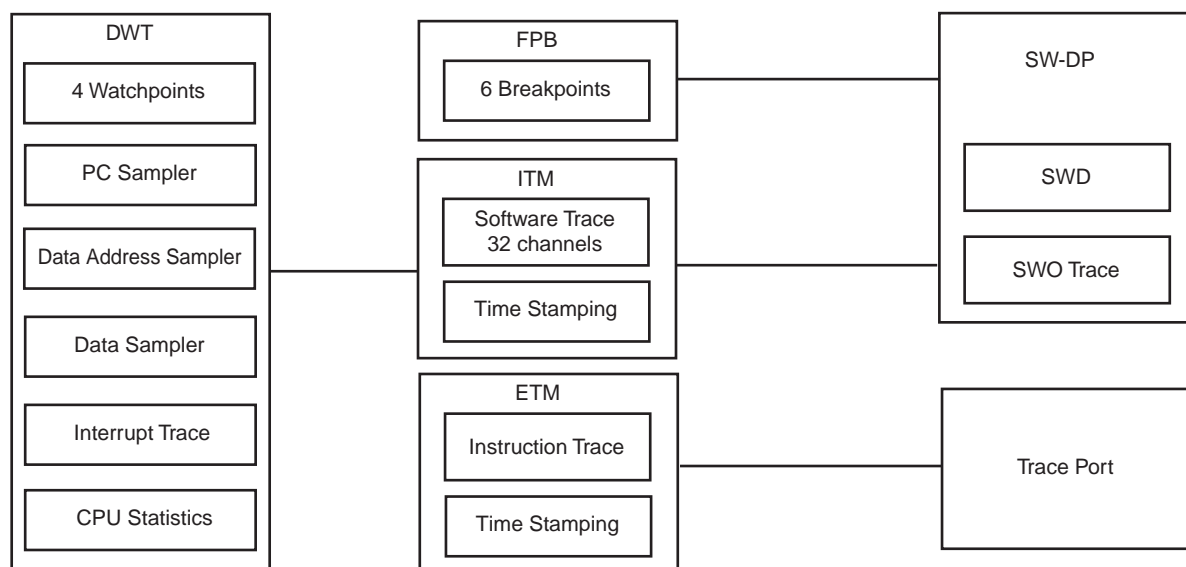 DWT
4 Watchpoints
PC Sampler
Data Address Sampler
Data Sampler
Interrupt Trace
CPU Statistics
FPB
6 Breakpoints
ITM
Software Trace
32 channels
Time Stamping
ETM
Instruction Trace
Time Stamping
SW-DP
SWD
SWO Trace
Trace Port